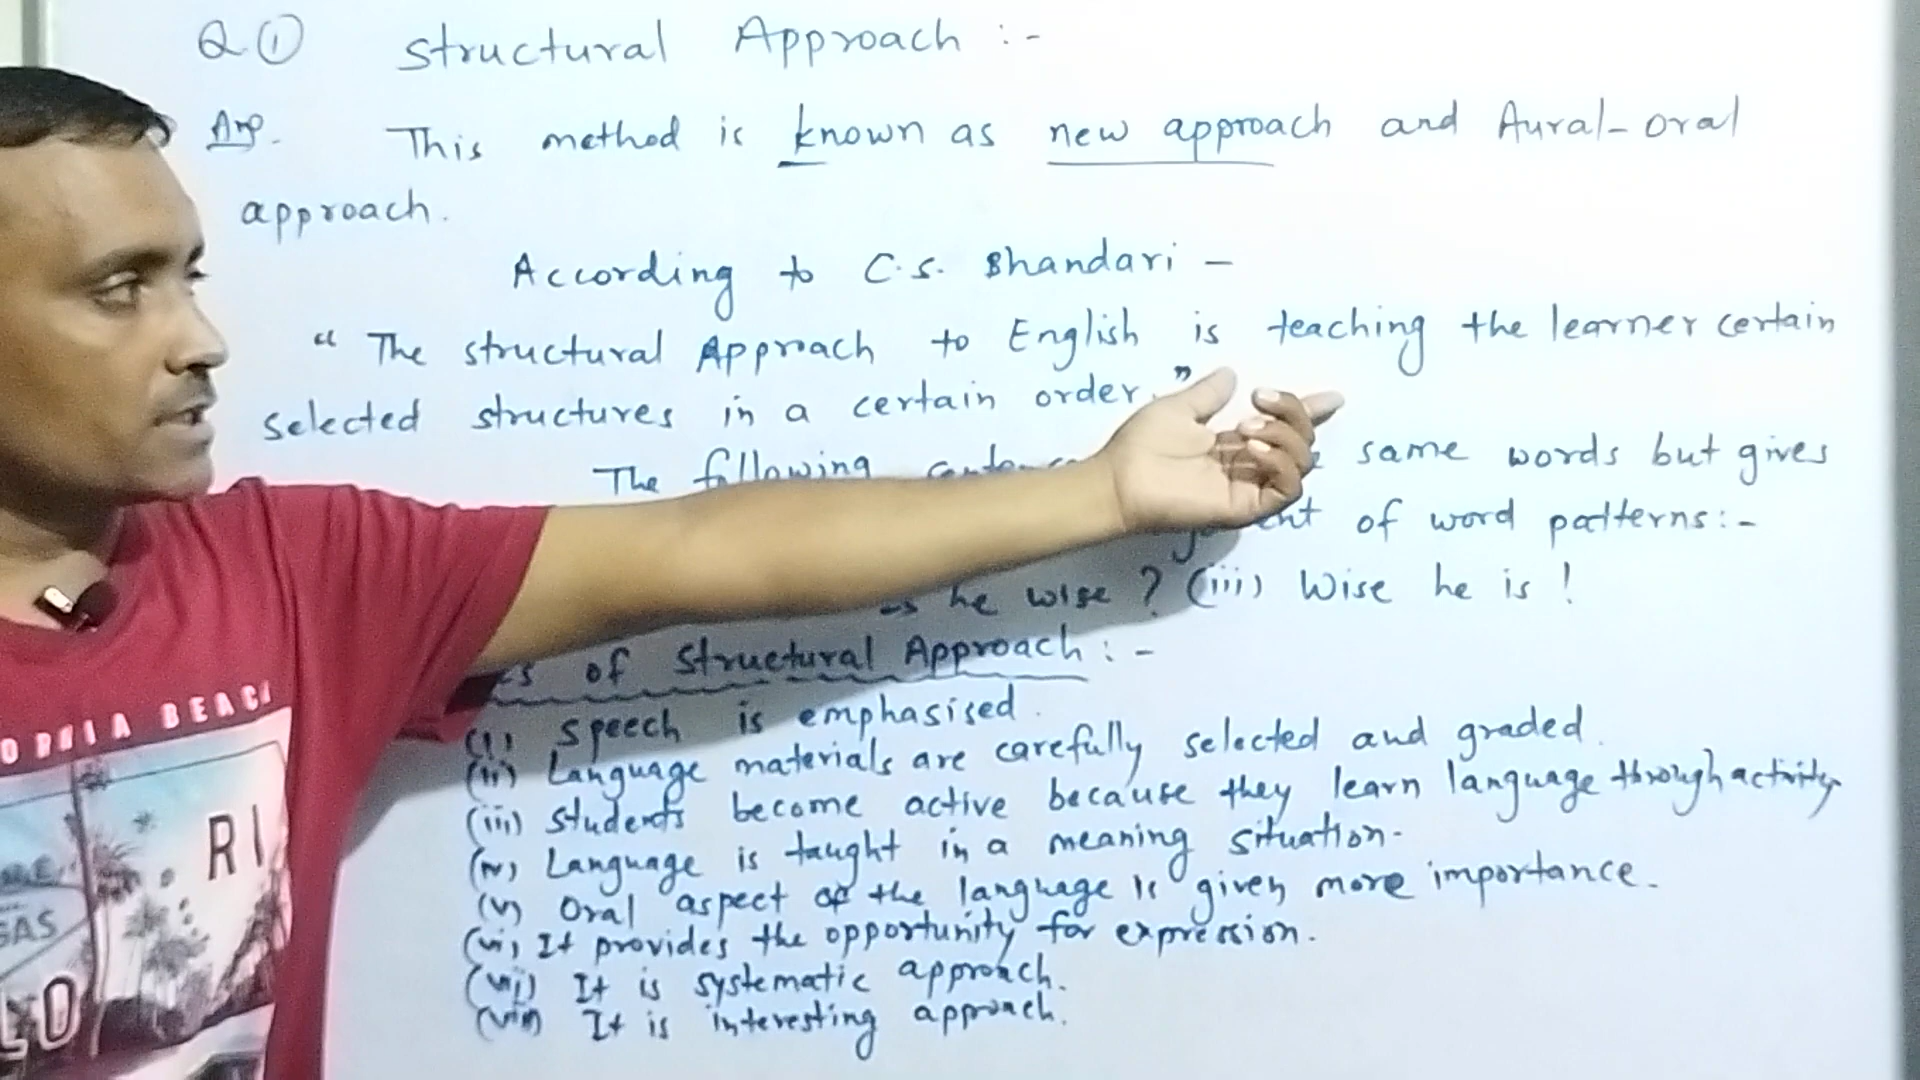 Q ① Structural Approach :-
Ans. This method is known as new approach and Aural-oral
approach.
According to C.S. Bhandari -
" The structural Approach to English is teaching the learner certain
selected structures in a certain order. "
The following same words but gives
of word patterns:-
he wise ? (iii) Wise he is !
of Structural Approach : -
(i) Speech is emphasised.
(ii) Language materials are carefully selected and graded.
(iii) Students become active because they learn language through activity
(iv) Language is taught in a meaning situation.
(v) Oral aspect of the language is given more importance.
(vi) It provides the opportunity for expression.
(vii) It is systematic approach.
(viii) It is interesting approach.
BEACH
RI
GAS
LO